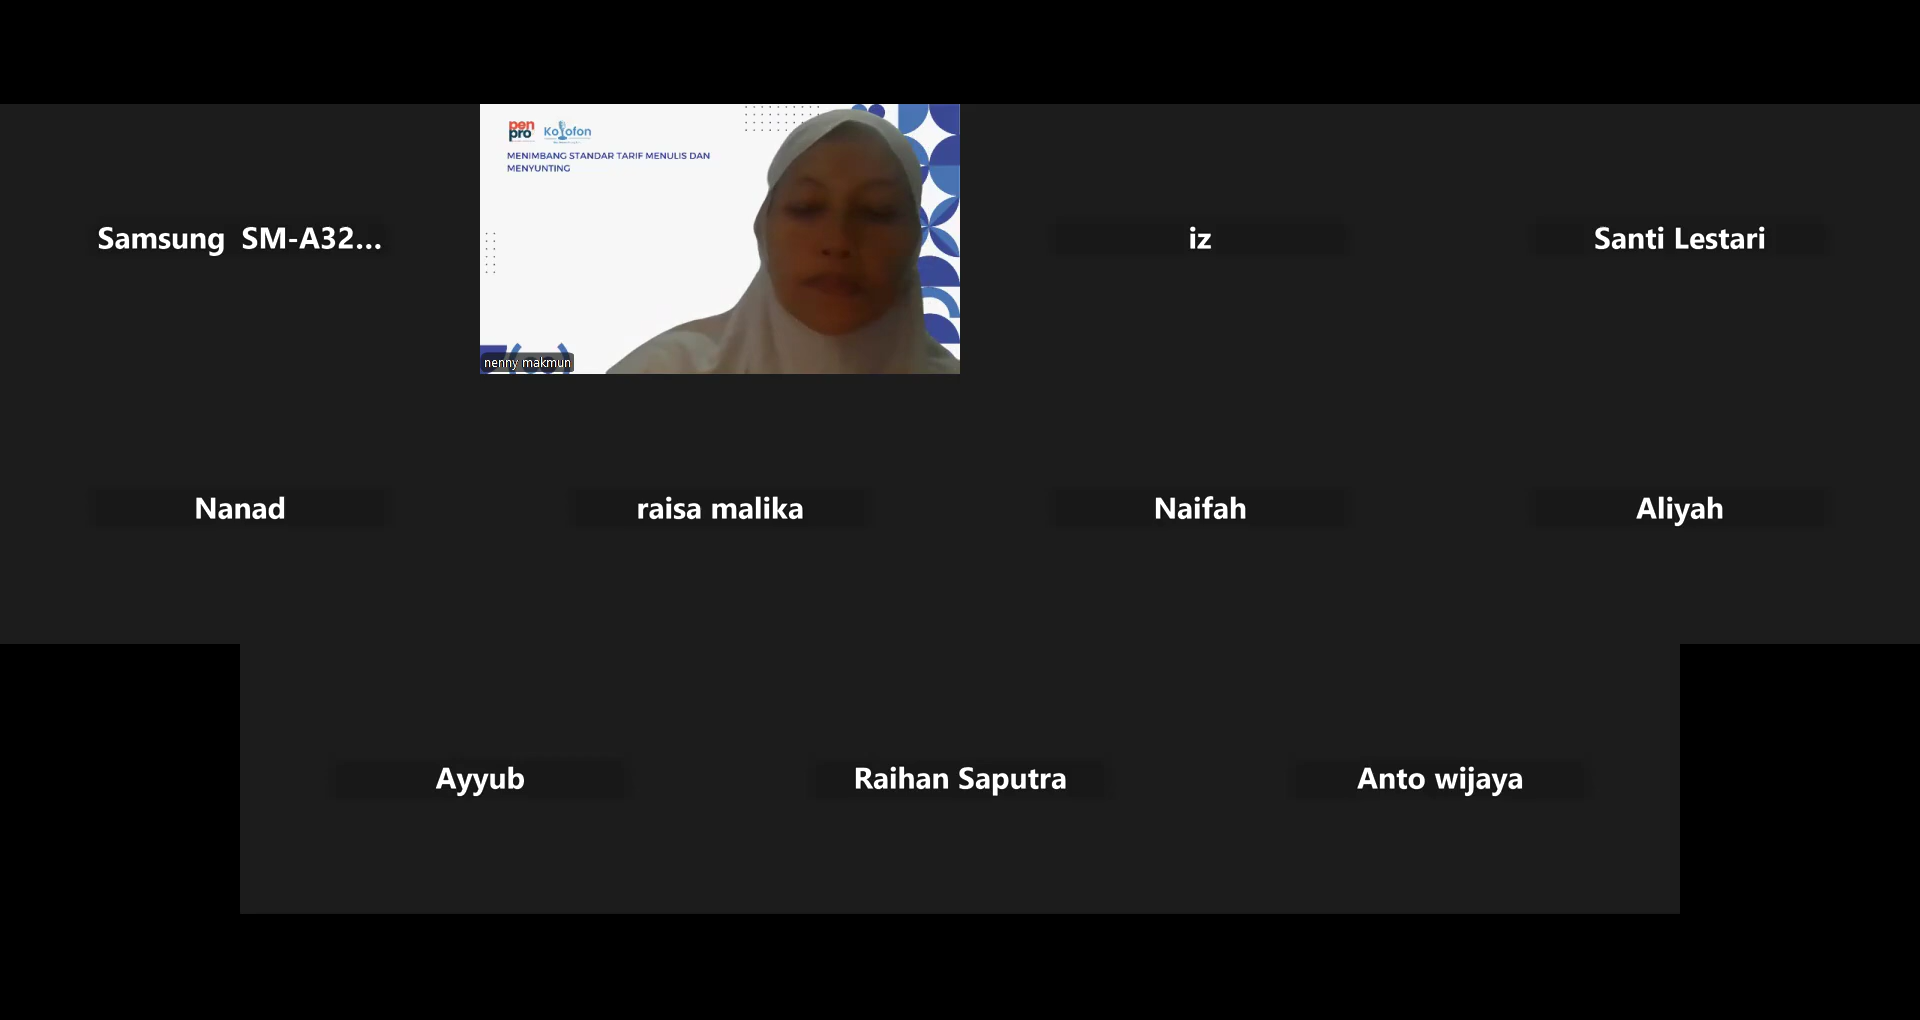 pen
pro
Kolofon
MENIMBANG STANDAR TARIF MENULIS DAN
MENYUNTING
nenny makmun
Samsung SM-A32...
iz
Santi Lestari
Nanad
raisa malika
Naifah
Aliyah
Ayyub
Raihan Saputra
Anto wijaya